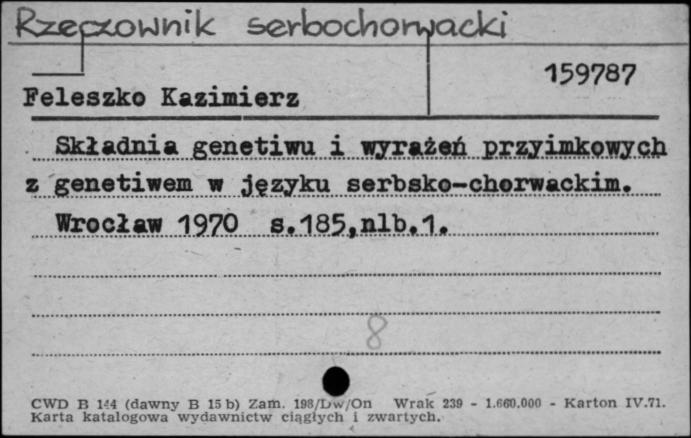 Rzeczownik serbochorwacki
159787
Feleszko Kazimierz
Składnia genetiwu i wyrażeń przyimkowych
z genetiwem w języku serbsko-chorwackim.
Wrocław 1970 s.185,nlb.1.
8
CWD B 144 (dawny B 15 b) Zam. 198/Dw/On Wrak 239 - 1.660.000 - Karton IV.71.
Karta katalogowa wydawnictw ciągłych i zwartych.